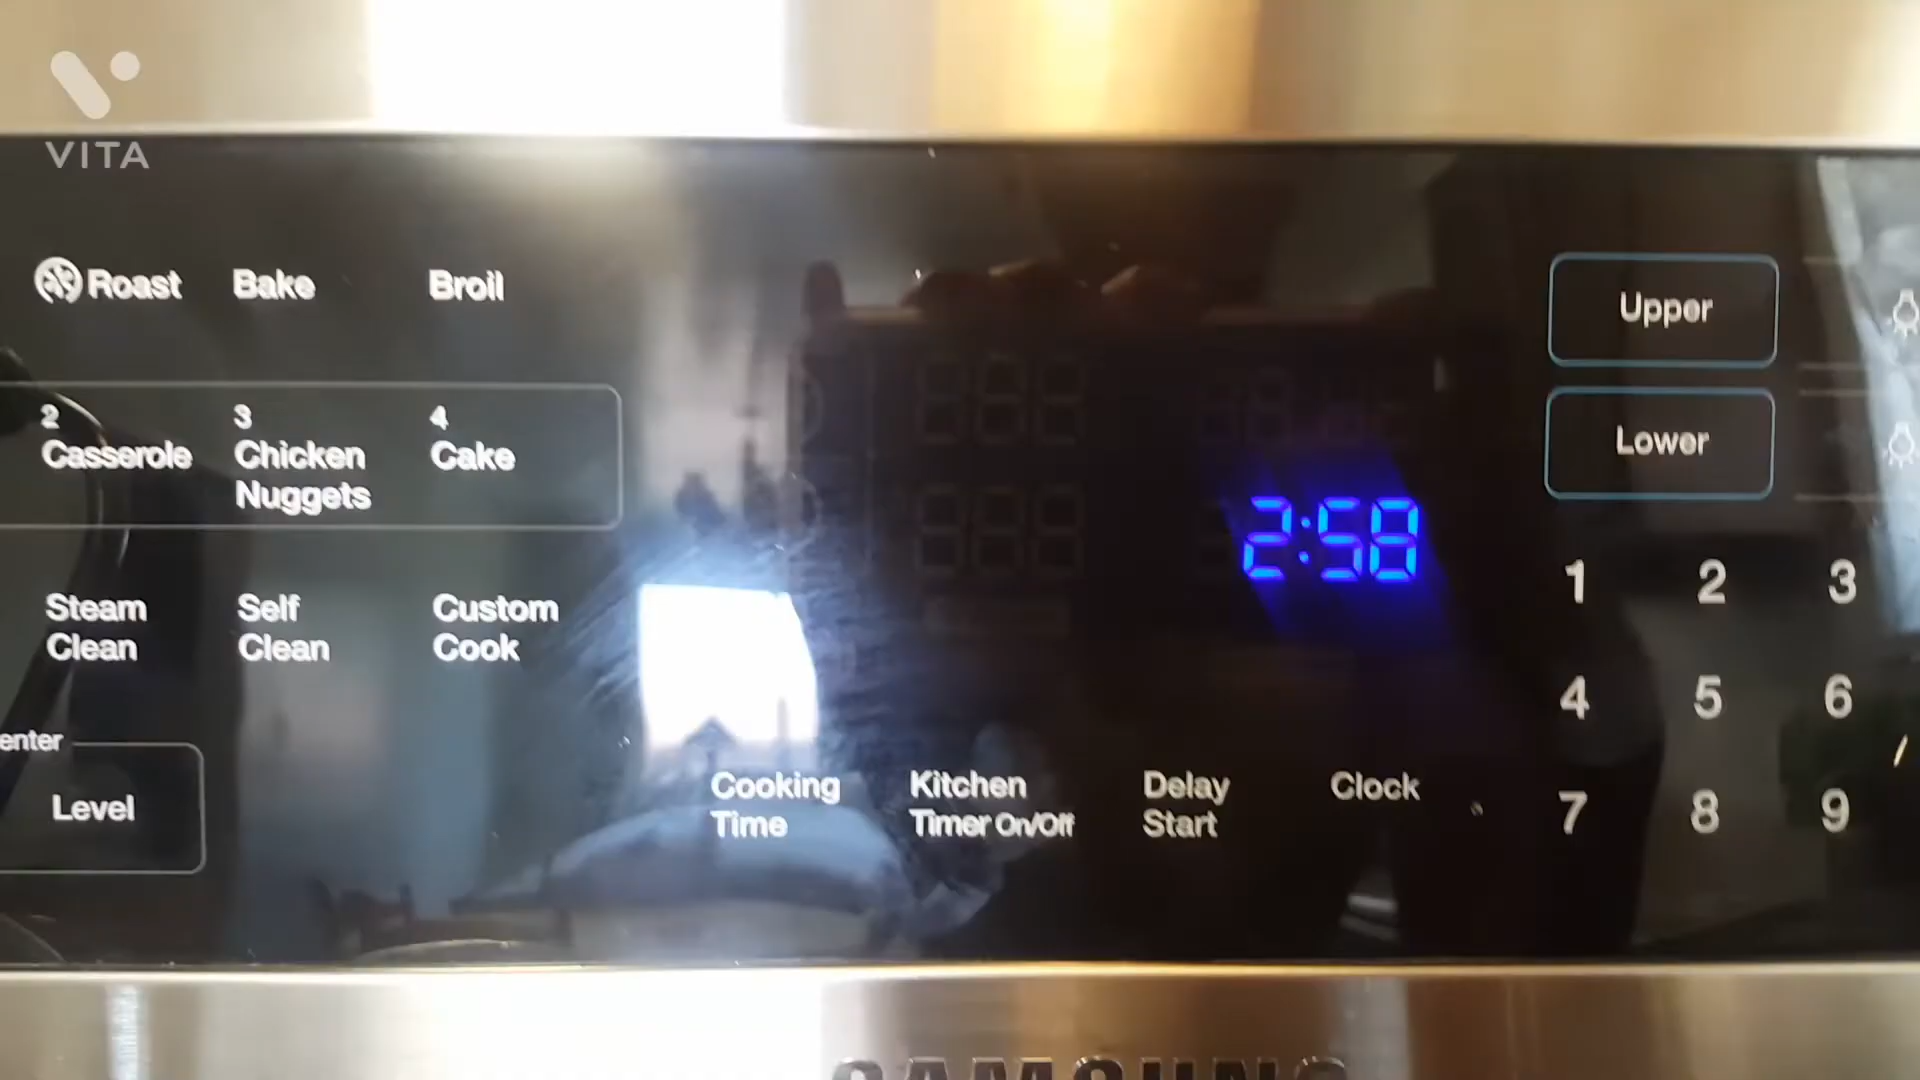 VITA
Roast Bake Broil
Upper
2 3 4
Casserole Chicken Cake
Nuggets
Lower
2:58
1 2 3
Steam Self Custom
Clean Clean Cook
4 5 6
enter
Level
Cooking Kitchen Delay Clock
Time Timer On/Off Start
7 8 9
SAMSUNG